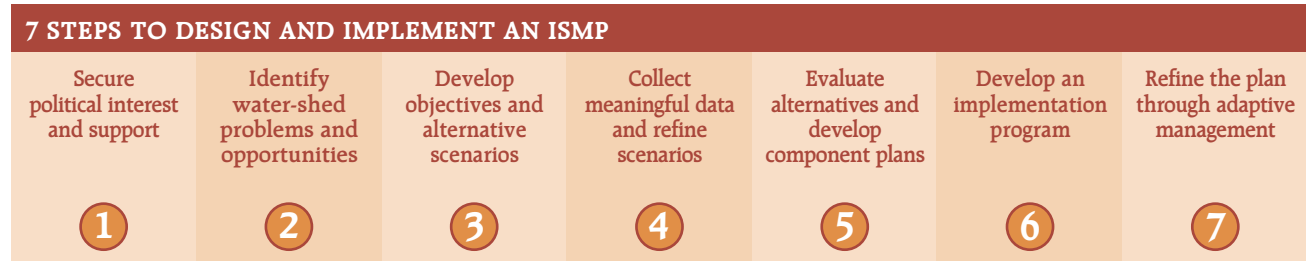 7 STEPS TO DESIGN AND IMPLEMENT AN ISMP
Secure
political interest
and support
1
Identify
water-shed
problems and
opportunities
2
Develop
objectives and
alternative
scenarios
3
Collect
meaningful data
and refine
scenarios
4
Evaluate
alternatives and
develop
component plans
5
Develop an
implementation
program
6
Refine the plan
through adaptive
management
7